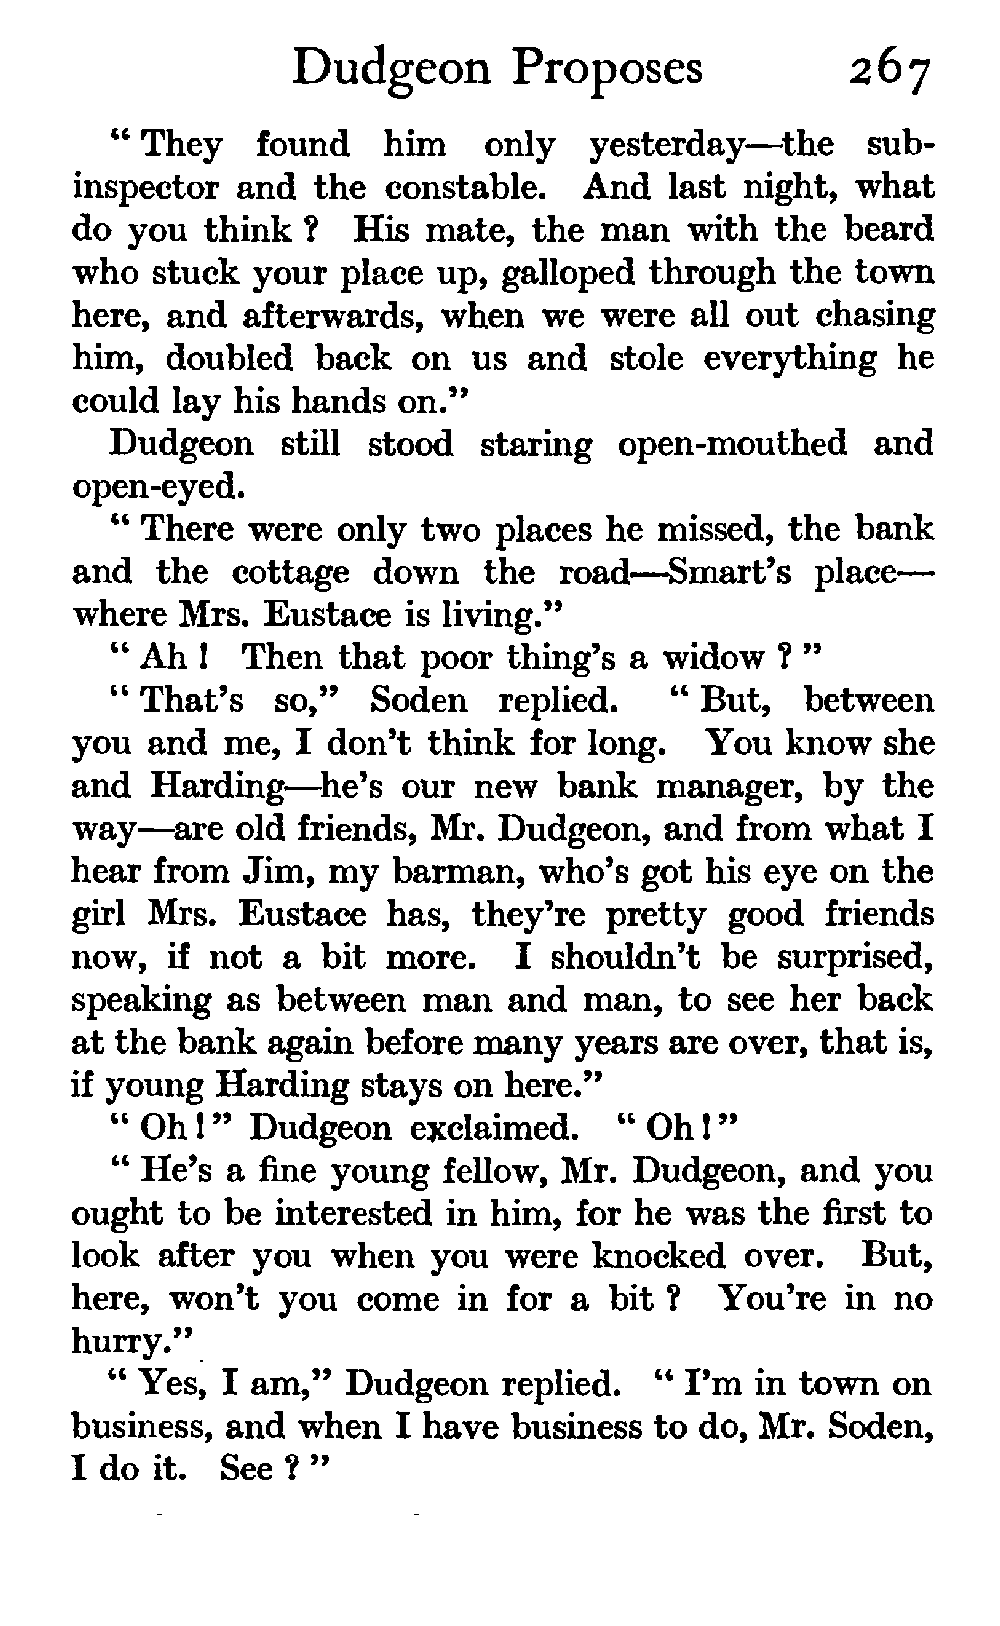 Dudgeon Proposes 267
“ They found him only yesterday—the sub-
inspector and the constable. And last night, what
do you think ? His mate, the man with the beard
who stuck your place up, galloped through the town
here, and afterwards, when we were all out chasing
him, doubled back on us and stole everything he
could lay his hands on.”
Dudgeon still stood staring open-mouthed and
open-eyed.
“ There were only two places he missed, the bank
and the cottage down the road—Smart’s place—
where Mrs. Eustace is living.”
“ Ah ! Then that poor thing’s a widow ? ”
“ That’s so,” Soden replied. “ But, between
you and me, I don’t think for long. You know she
and Harding—he’s our new bank manager, by the
way—are old friends, Mr. Dudgeon, and from what I
hear from Jim, my barman, who’s got his eye on the
girl Mrs. Eustace has, they’re pretty good friends
now, if not a bit more. I shouldn’t be surprised,
speaking as between man and man, to see her back
at the bank again before many years are over, that is,
if young Harding stays on here.”
“ Oh ! ” Dudgeon exclaimed. “ Oh ! ”
“ He’s a fine young fellow, Mr. Dudgeon, and you
ought to be interested in him, for he was the first to
look after you when you were knocked over. But,
here, won’t you come in for a bit ? You’re in no
hurry.”
“ Yes, I am,” Dudgeon replied. “ I’m in town on
business, and when I have business to do, Mr. Soden,
I do it. See ? ”